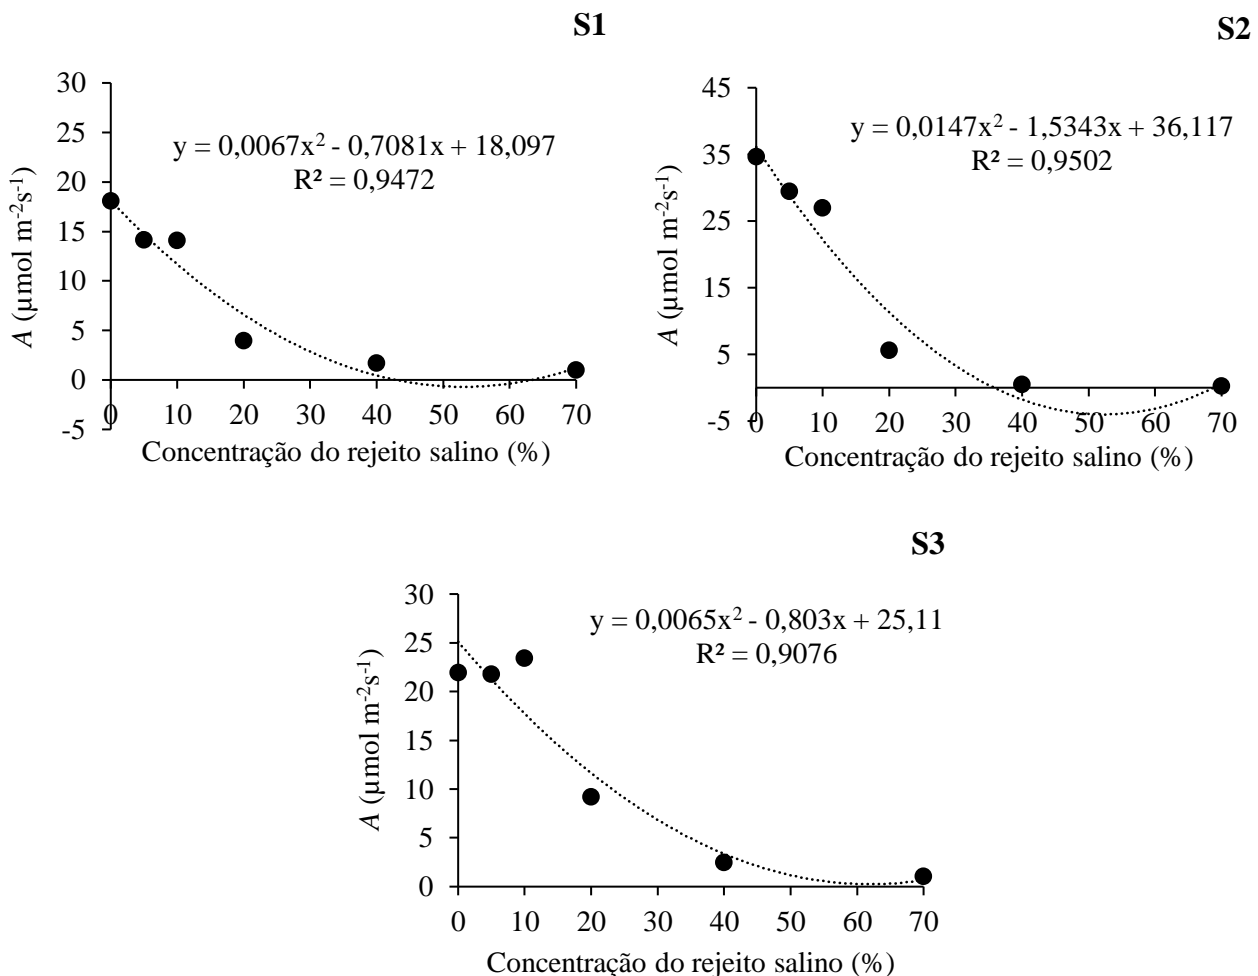 S1
30
25
20
15
10
5
0
-5
A (µmol m⁻²s⁻¹)
y = 0,0067x² - 0,7081x + 18,097
R² = 0,9472
0 10 20 30 40 50 60 70
Concentração do rejeito salino (%)
S2
45
35
25
15
5
-5
A (µmol m⁻²s⁻¹)
y = 0,0147x² - 1,5343x + 36,117
R² = 0,9502
0 10 20 30 40 50 60 70
Concentração do rejeito salino (%)
S3
30
25
20
15
10
5
0
A (µmol m⁻²s⁻¹)
y = 0,0065x² - 0,803x + 25,11
R² = 0,9076
0 10 20 30 40 50 60 70
Concentração do rejeito salino (%)